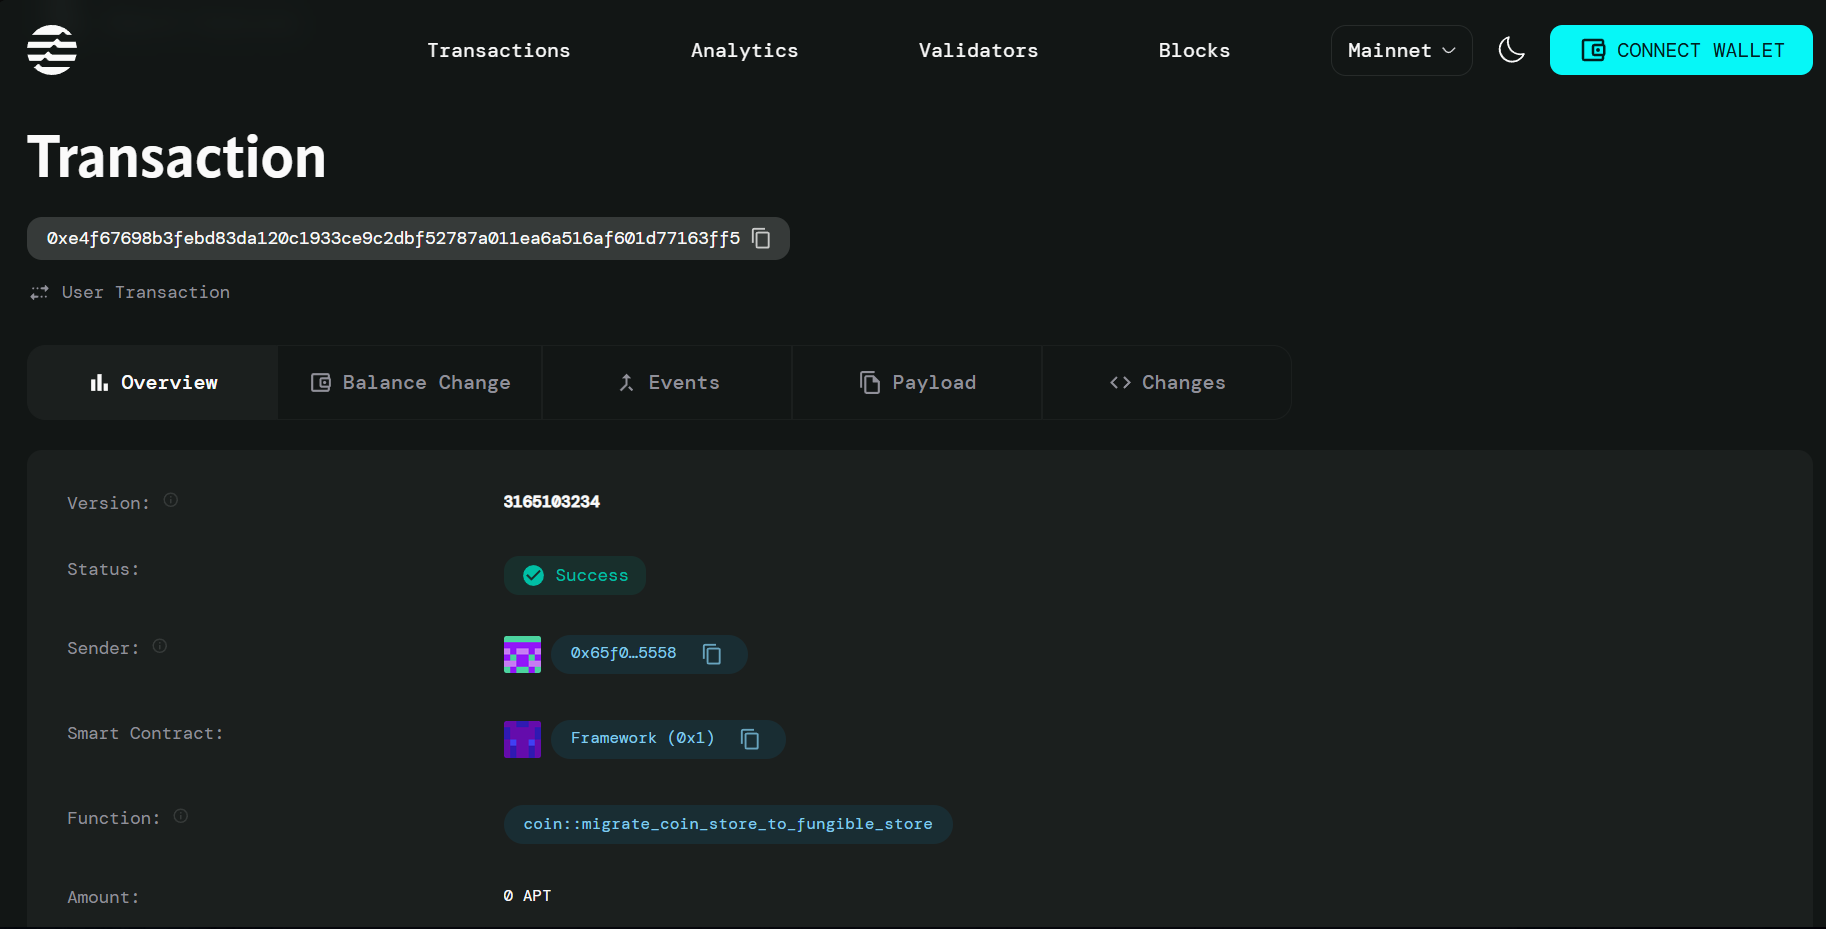 Transactions Analytics Validators Blocks Mainnet CONNECT WALLET
Transaction
0xe4f67698b3febd83da120c1933ce9c2dbf52787a011ea6a516af601d77163ff5
User Transaction
Overview Balance Change Events Payload Changes
Version: 3165103234
Status: Success
Sender: 0x65f0…5558
Smart Contract: Framework (0x1)
Function: coin::migrate_coin_store_to_fungible_store
Amount: 0 APT